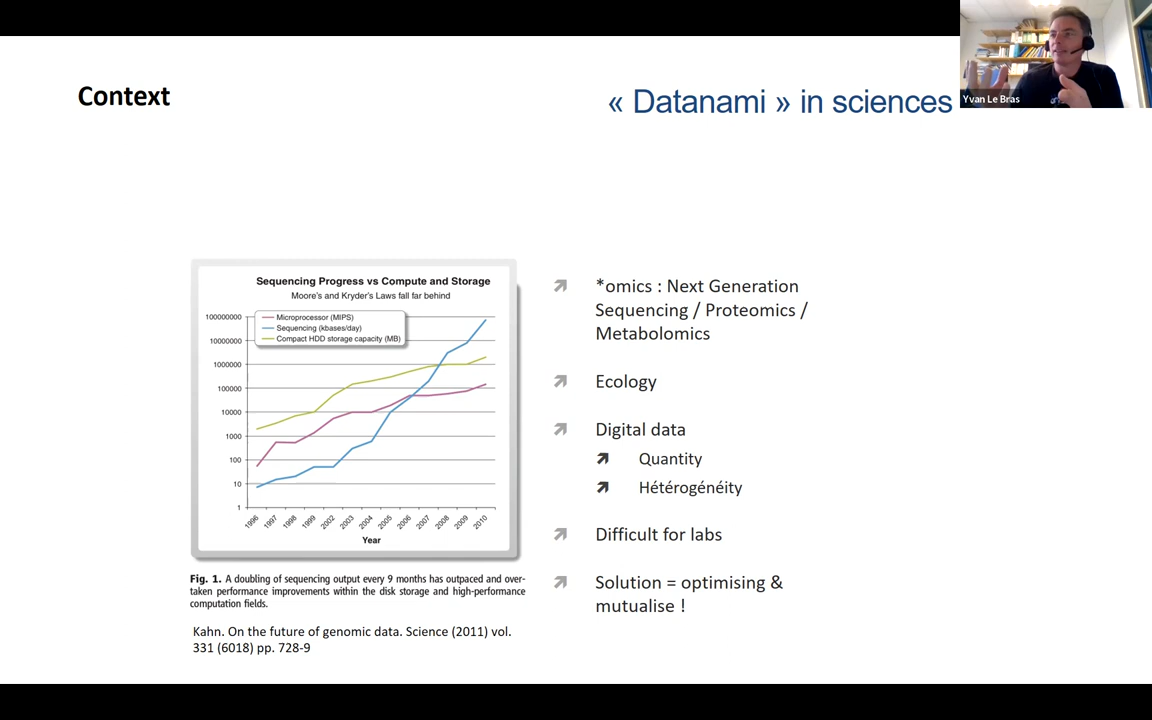 Context
« Datanami » in sciences
Yvan Le Bras
Sequencing Progress vs Compute and Storage
Moore's and Kryder's Laws fall far behind
Microprocessor (MIPS)
Sequencing (kbases/day)
Compact HDD storage capacity (MB)
100000000
10000000
1000000
100000
10000
1000
100
10
1
1996 1997 1998 1999 2002 2003 2004 2005 2006 2007 2008 2009 2010
Year
Fig. 1. A doubling of sequencing output every 9 months has outpaced and over-
taken performance improvements within the disk storage and high-performance
computation fields.
Kahn. On the future of genomic data. Science (2011) vol.
331 (6018) pp. 728-9
*omics : Next Generation
Sequencing / Proteomics /
Metabolomics
Ecology
Digital data
Quantity
Hétérogénéity
Difficult for labs
Solution = optimising &
mutualise !